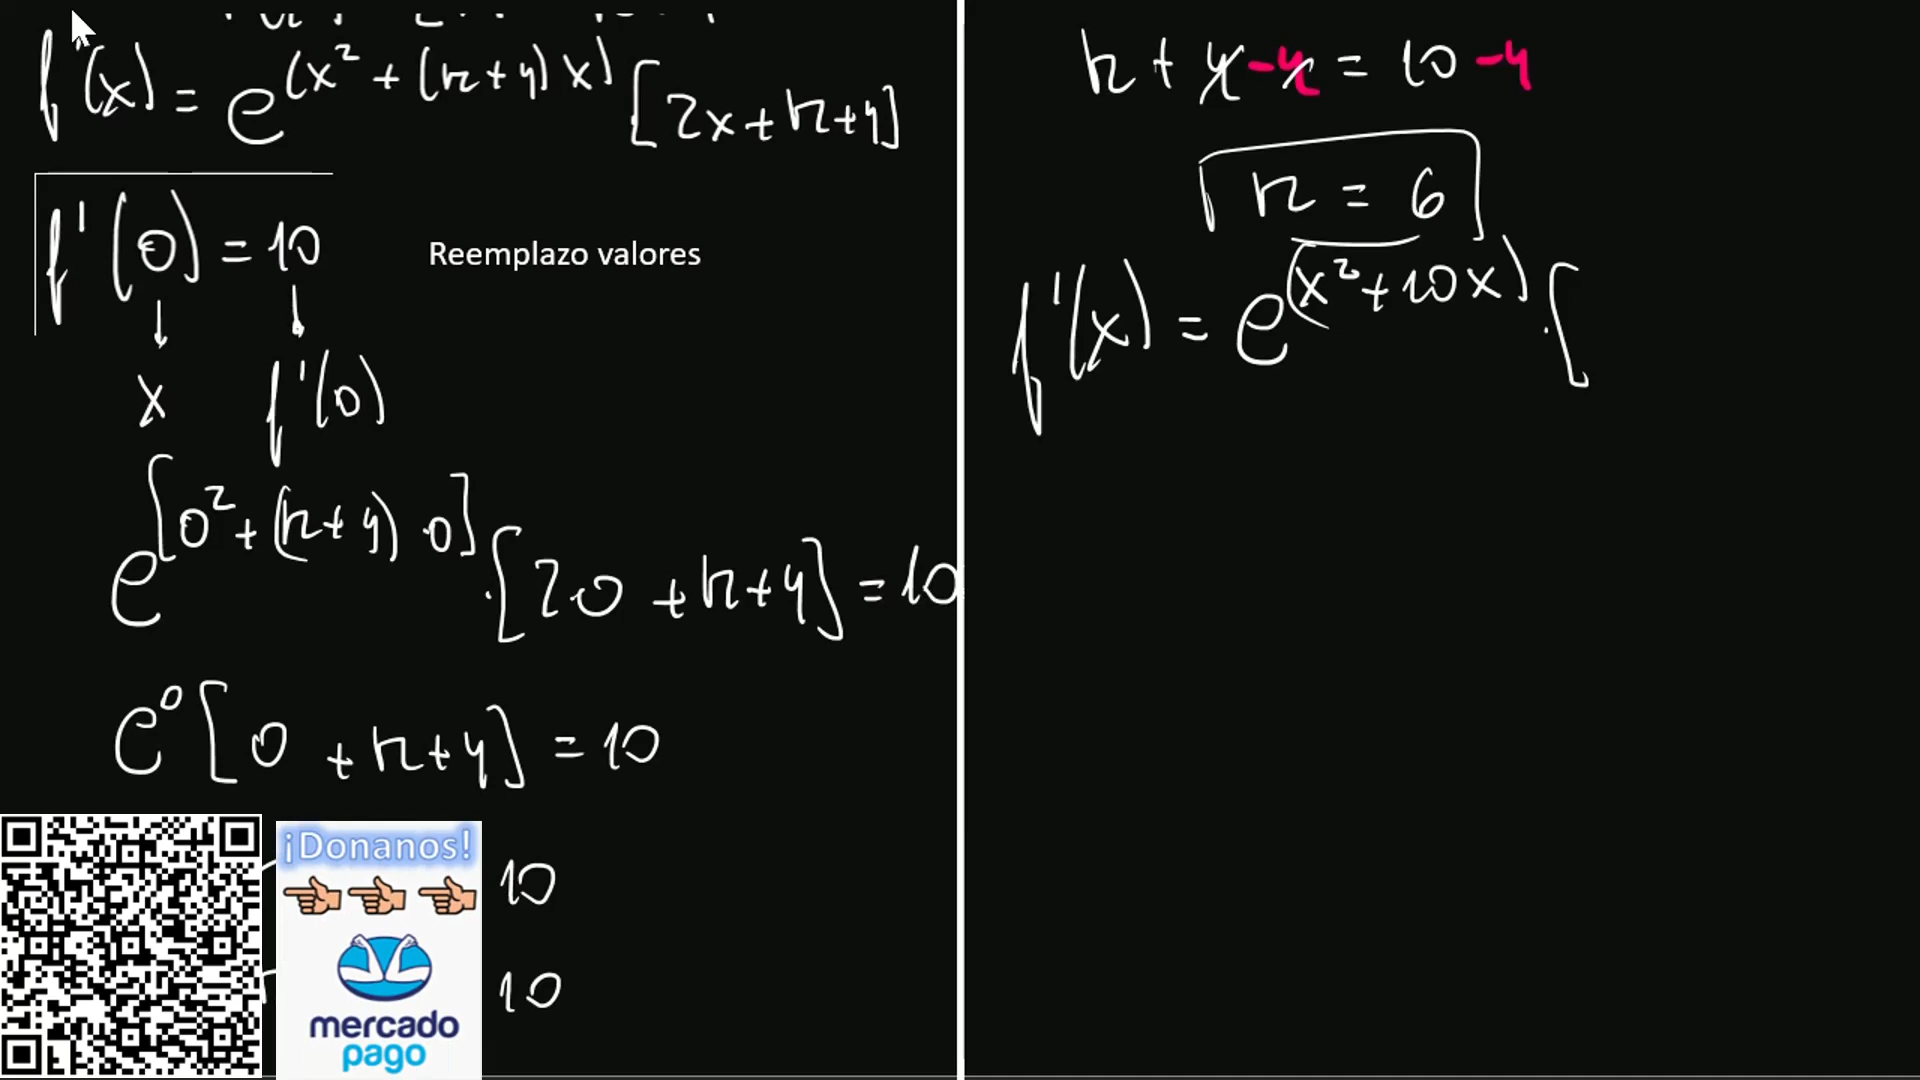 f'(x) = e^(x² + (k+4)x) [2x+k+4]
f'(0) = 10
Reemplazo valores
x f'(0)
e^[0² + (k+4) 0] · [2·0 + k+4] = 10
e^0 [0 + k+4] = 10
10
10
¡Donanos!
mercado
pago
k + 4 -4 = 10 -4
k = 6
f'(x) = e^(x² + 10x) · [